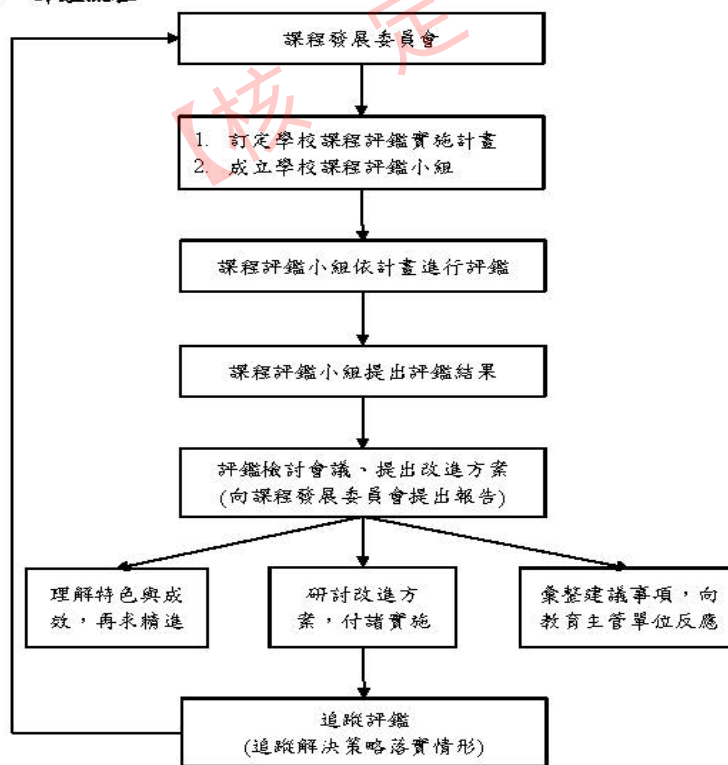 課程發展委員會
【核 定
1. 訂定學校課程評鑑實施計畫
2. 成立學校課程評鑑小組
課程評鑑小組依計畫進行評鑑
課程評鑑小組提出評鑑結果
評鑑檢討會議、提出改進方案
(向課程發展委員會提出報告)
理解特色與成
效，再求精進
研討改進方
案，付諸實施
彙整建議事項，向
教育主管單位反應
追蹤評鑑
(追蹤解決策略落實情形)